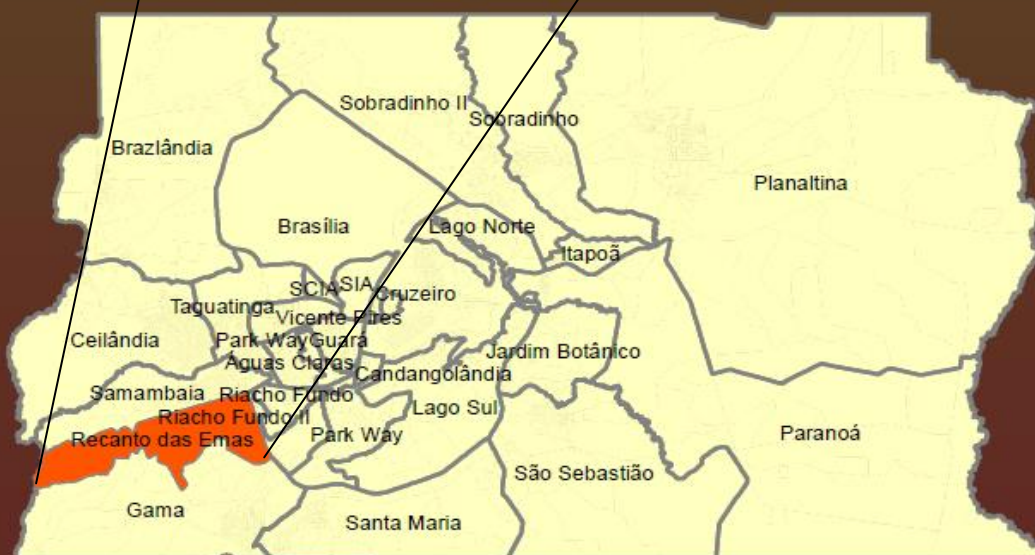 Sobradinho II
Sobradinho
Brazlândia
Planaltina
Brasília
Lago Norte
Itapoã
SCIA
SIA
Cruzeiro
Taguatinga
Vicente Pires
Ceilândia
Park Way
Guará
Jardim Botânico
Águas Claras
Candangolândia
Samambaia
Riacho Fundo
Lago Sul
Riacho Fundo II
Recanto das Emas
Park Way
Paranoá
São Sebastião
Gama
Santa Maria